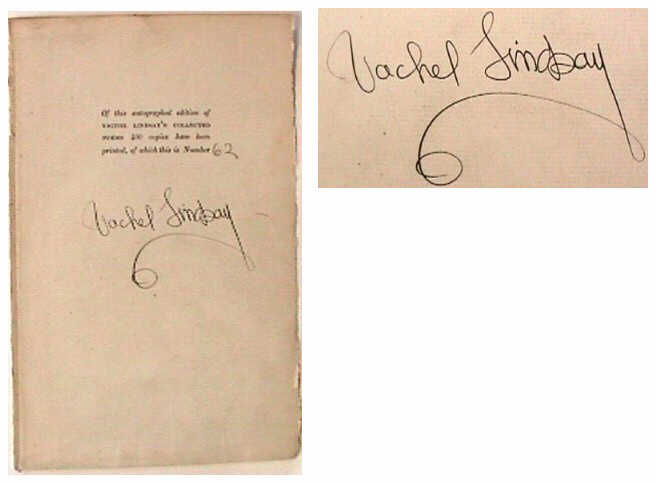 Of this autographed edition of
VACHEL LINDSAY'S COLLECTED
POEMS 400 copies have been
printed, of which this is Number 62
Vachel Lindsay
Vachel Lindsay